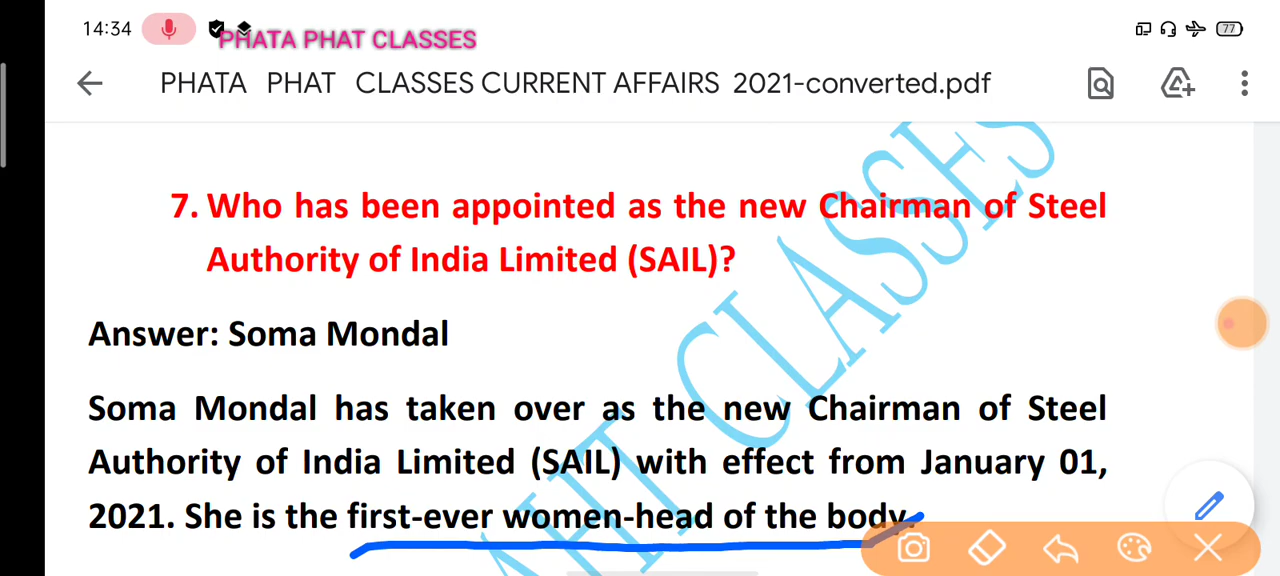 14:34
77
PHATA PHAT CLASSES
PHATA PHAT CLASSES CURRENT AFFAIRS 2021-converted.pdf
7. Who has been appointed as the new Chairman of Steel
Authority of India Limited (SAIL)?
Answer: Soma Mondal
Soma Mondal has taken over as the new Chairman of Steel
Authority of India Limited (SAIL) with effect from January 01,
2021. She is the first-ever women-head of the body.
HT CLASSES